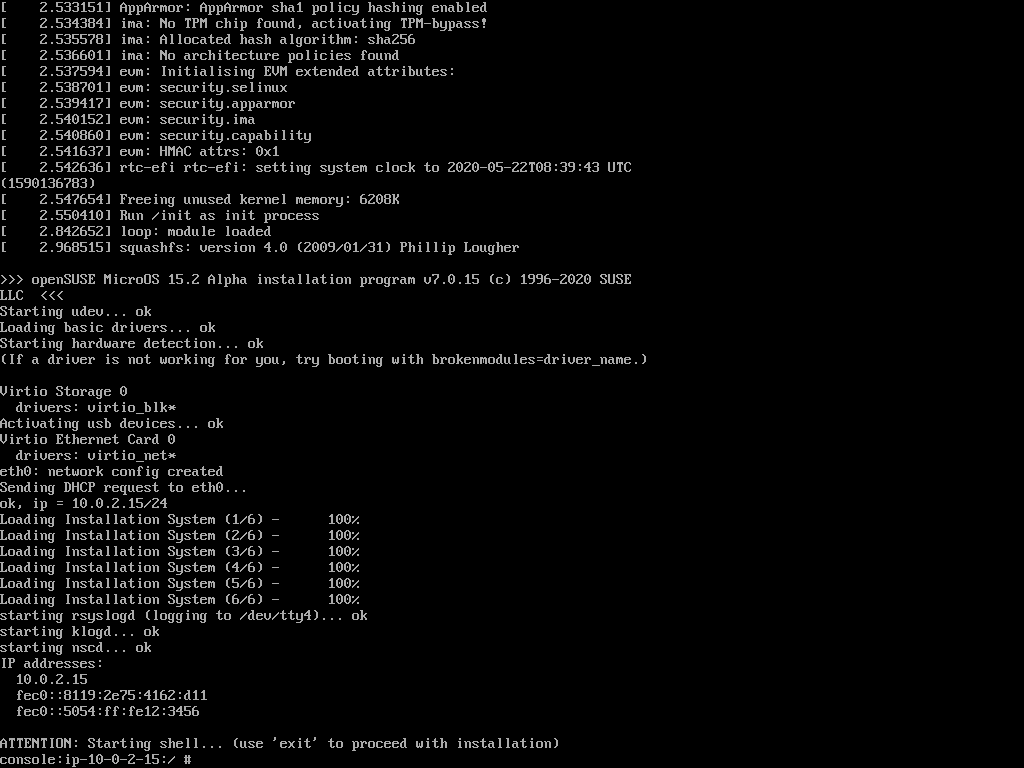 [    2.533151] AppArmor: AppArmor sha1 policy hashing enabled
[    2.534384] ima: No TPM chip found, activating TPM-bypass!
[    2.535578] ima: Allocated hash algorithm: sha256
[    2.536601] ima: No architecture policies found
[    2.537594] evm: Initialising EVM extended attributes:
[    2.538701] evm: security.selinux
[    2.539417] evm: security.apparmor
[    2.540152] evm: security.ima
[    2.540860] evm: security.capability
[    2.541637] evm: HMAC attrs: 0x1
[    2.542636] rtc-efi rtc-efi: setting system clock to 2020-05-22T08:39:43 UTC
(1590136783)
[    2.547654] Freeing unused kernel memory: 6208K
[    2.550410] Run /init as init process
[    2.842652] loop: module loaded
[    2.968515] squashfs: version 4.0 (2009/01/31) Phillip Lougher
>>> openSUSE MicroOS 15.2 Alpha installation program v7.0.15 (c) 1996-2020 SUSE
LLC  <<<
Starting udev... ok
Loading basic drivers... ok
Starting hardware detection... ok
(If a driver is not working for you, try booting with brokenmodules=driver_name.)
Virtio Storage 0
  drivers: virtio_blk*
Activating usb devices... ok
Virtio Ethernet Card 0
  drivers: virtio_net*
eth0: network config created
Sending DHCP request to eth0...
ok, ip = 10.0.2.15/24
Loading Installation System (1/6) -      100%
Loading Installation System (2/6) -      100%
Loading Installation System (3/6) -      100%
Loading Installation System (4/6) -      100%
Loading Installation System (5/6) -      100%
Loading Installation System (6/6) -      100%
starting rsyslogd (logging to /dev/tty4)... ok
starting klogd... ok
starting nscd... ok
IP addresses:
  10.0.2.15
  fec0::8119:2e75:4162:d11
  fec0::5054:ff:fe12:3456
ATTENTION: Starting shell... (use 'exit' to proceed with installation)
console:ip-10-0-2-15:/ #